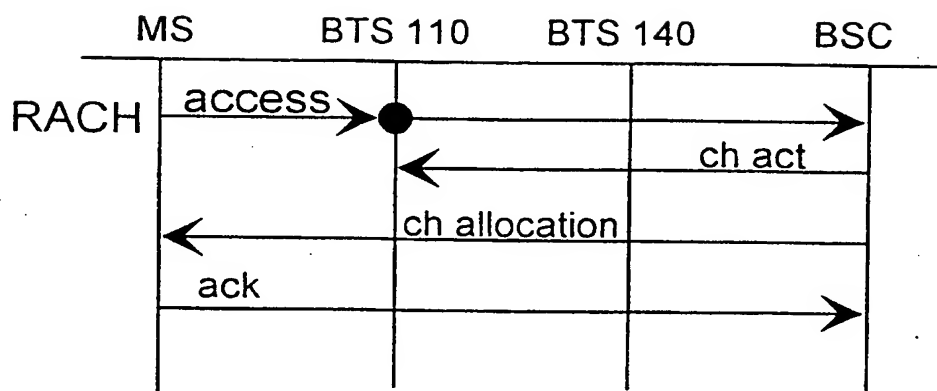 MS BTS 110 BTS 140 BSC
RACH access
ch act
ch allocation
ack